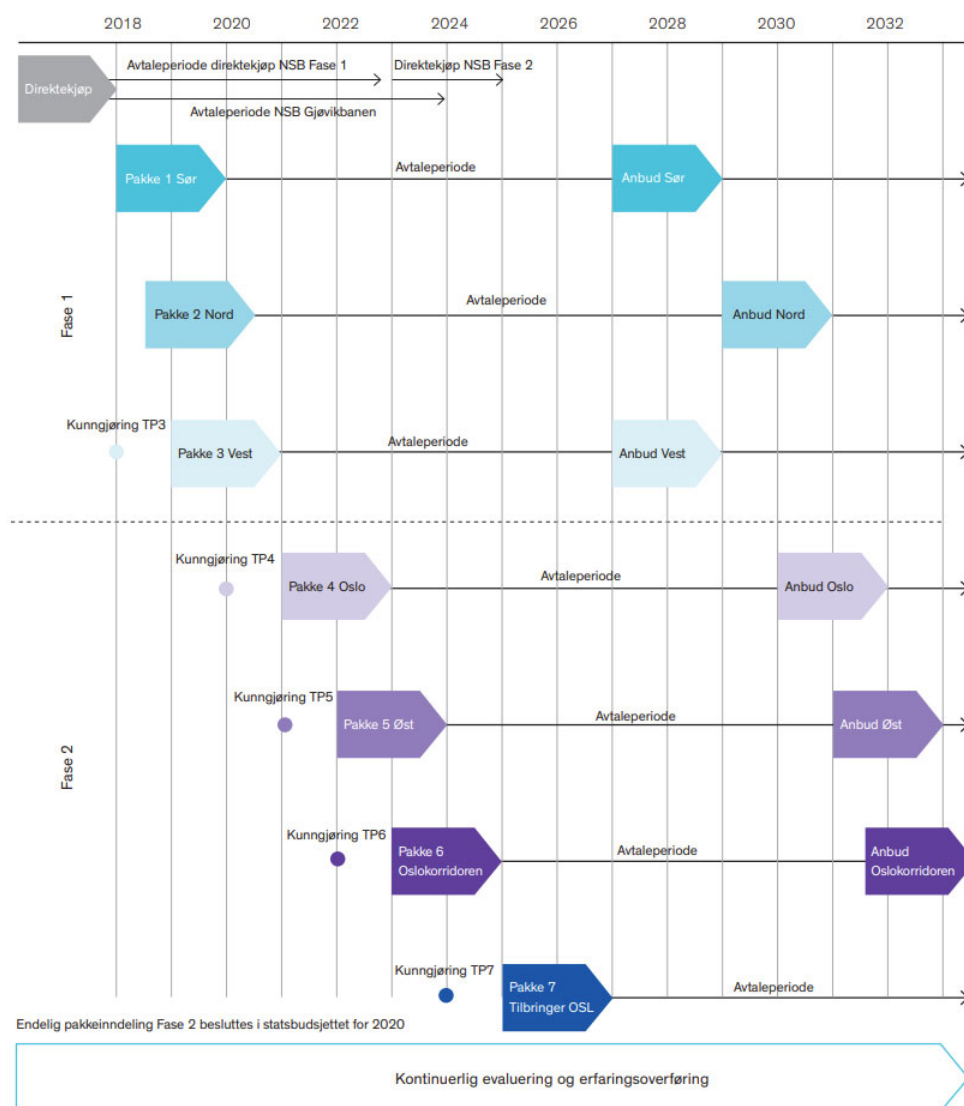 2018 2020 2022 2024 2026 2028 2030 2032
Avtaleperiode direktekjøp NSB Fase 1
Direktekjøp NSB Fase 2
Direktekjøp
Avtaleperiode NSB Gjøvikbanen
Fase 1
Pakke 1 Sør
Avtaleperiode
Anbud Sør
Pakke 2 Nord
Avtaleperiode
Anbud Nord
Kunngjøring TP3
Pakke 3 Vest
Avtaleperiode
Anbud Vest
Fase 2
Kunngjøring TP4
Pakke 4 Oslo
Avtaleperiode
Anbud Oslo
Kunngjøring TP5
Pakke 5 Øst
Avtaleperiode
Anbud Øst
Kunngjøring TP6
Pakke 6
Oslokorridoren
Avtaleperiode
Anbud
Oslokorridoren
Kunngjøring TP7
Pakke 7
Tilbringer OSL
Avtaleperiode
Endelig pakkeinndeling Fase 2 besluttes i statsbudsjettet for 2020
Kontinuerlig evaluering og erfaringsoverføring